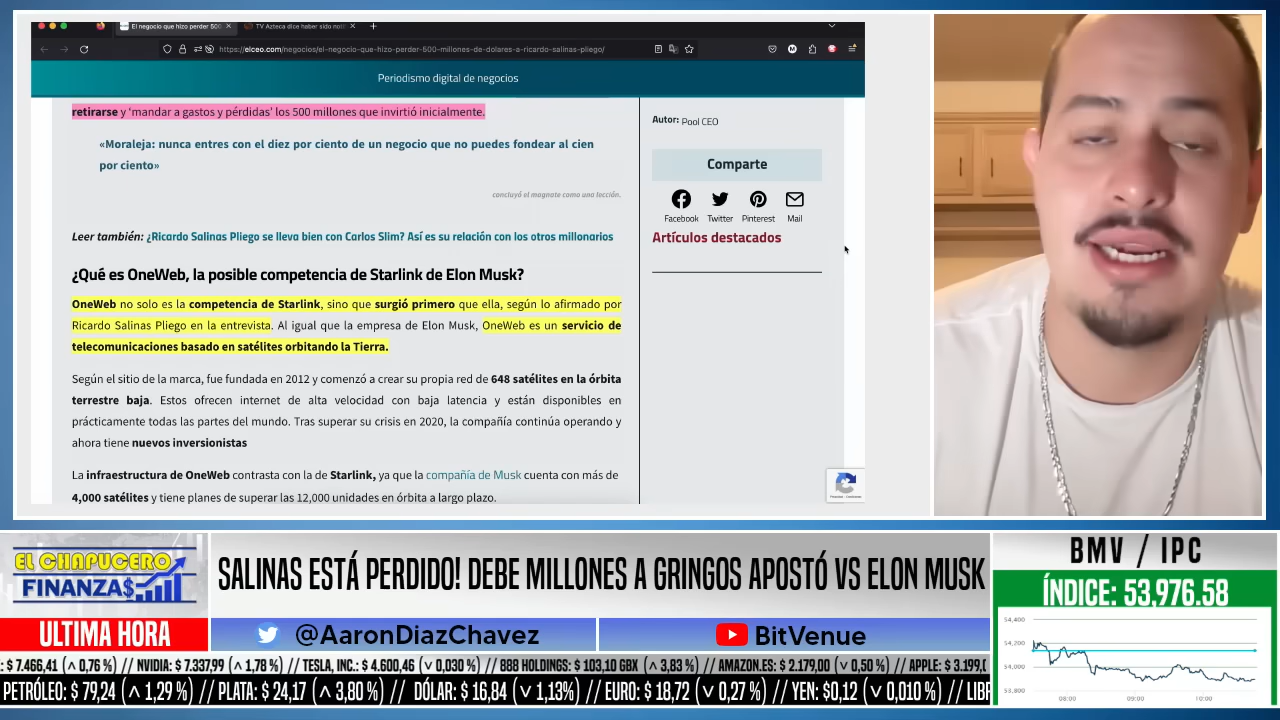 El negocio que hizo perder 500
TV Azteca dice haber sido notif
https://elceo.com/negocios/el-negocio-que-hizo-perder-500-millones-de-dolares-a-ricardo-salinas-pliego/
Periodismo digital de negocios
retirarse y ‘mandar a gastos y pérdidas’ los 500 millones que invirtió inicialmente.
«Moraleja: nunca entres con el diez por ciento de un negocio que no puedes fondear al cien
por ciento»
concluyó el magnate como una lección.
Leer también: ¿Ricardo Salinas Pliego se lleva bien con Carlos Slim? Así es su relación con los otros millonarios
¿Qué es OneWeb, la posible competencia de Starlink de Elon Musk?
OneWeb no solo es la competencia de Starlink, sino que surgió primero que ella, según lo afirmado por
Ricardo Salinas Pliego en la entrevista. Al igual que la empresa de Elon Musk, OneWeb es un servicio de
telecomunicaciones basado en satélites orbitando la Tierra.
Según el sitio de la marca, fue fundada en 2012 y comenzó a crear su propia red de 648 satélites en la órbita
terrestre baja. Estos ofrecen internet de alta velocidad con baja latencia y están disponibles en
prácticamente todas las partes del mundo. Tras superar su crisis en 2020, la compañía continúa operando y
ahora tiene nuevos inversionistas
La infraestructura de OneWeb contrasta con la de Starlink, ya que la compañía de Musk cuenta con más de
4,000 satélites y tiene planes de superar las 12,000 unidades en órbita a largo plazo.
Autor: Pool CEO
Comparte
Facebook Twitter Pinterest Mail
Artículos destacados
EL CHAPUCERO
FINANZA$
SALINAS ESTÁ PERDIDO! DEBE MILLONES A GRINGOS APOSTÓ VS ELON MUSK
ULTIMA HORA
@AaronDiazChavez
BitVenue
BMV / IPC
ÍNDICE: 53,976.58
54,400
54,200
54,000
53,800
08:00 09:00 10:00
: $ 7.466,41 (˄ 0,76 %) // NVIDIA: $ 7.337,99 (˄ 1,78 %) // TESLA, INC.: $ 4.600,46 (˅ 0,030 %) // 888 HOLDINGS: $ 103,10 GBX (˄ 3,83 %) // AMAZON.ES: $ 2.179,00 (˅ 0,50 %) // APPLE: $ 3.199,
PETRÓLEO: $ 79,24 (˄ 1,29 %) // PLATA: $ 24,17 (˄ 3,80 %) // DÓLAR: $ 16,84 (˅ 1,13%) // EURO: $ 18,72 (˅ 0,27 %) // YEN: $0,12 (˅ 0,010 %) // LIBR